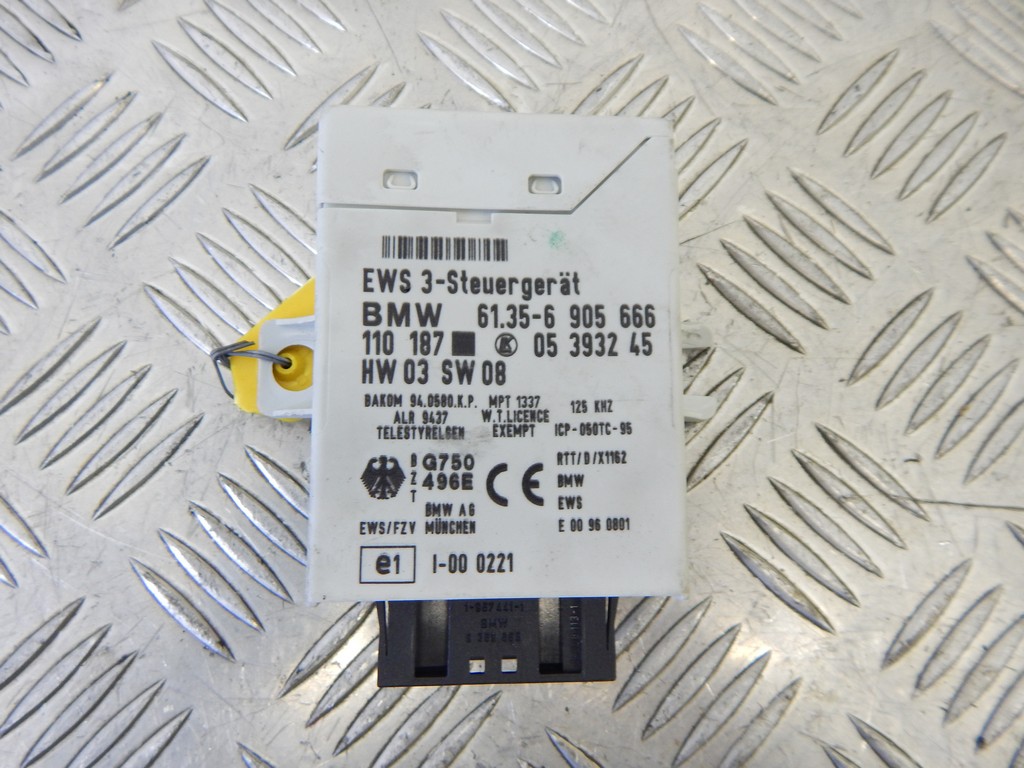 EWS 3-Steuergerät
BMW 61.35-6 905 666
110 187 05 3932 45
HW 03 SW 08
BAKOM 94.0580.K.P. MPT 1337 125 KHZ
ALR 9437 W.T.LICENCE
TELESTYRELSEN EXEMPT ICP-050TC-95
BZT G750 496E CE
RTT/D/X1162
BMW
EWS
E 00 96 0801
BMW AG
EWS/FZV MÜNCHEN
e1 I-00 0221